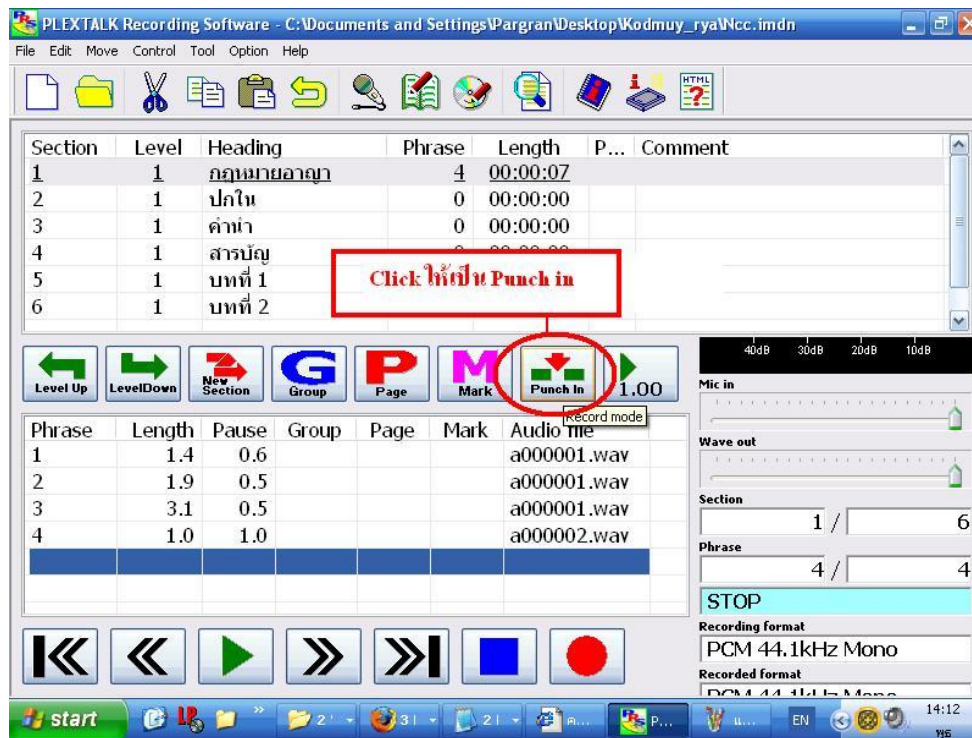 PLEXTALK Recording Software - C:\Documents and Settings\Pargran\Desktop\Kodmuy_rya\Ncc.imdn
File Edit Move Control Tool Option Help
HTML
Section Level Heading Phrase Length P... Comment
1 1 กฎหมายอาญา 4 00:00:07
2 1 ปกใน 0 00:00:00
3 1 คำนำ 0 00:00:00
4 1 สารบัญ
5 1 บทที่ 1
6 1 บทที่ 2
Click ให้เป็น Punch in
40dB 30dB 20dB 10dB
Level Up LevelDown New Section G Group P Page M Mark Punch In 1.00
Record mode
Mic in
Wave out
Phrase Length Pause Group Page Mark Audio file
1 1.4 0.6 a000001.wav
2 1.9 0.5 a000001.wav
3 3.1 0.5 a000001.wav
4 1.0 1.0 a000002.wav
Section
1 / 6
Phrase
4 / 4
STOP
Recording format
PCM 44.1kHz Mono
Recorded format
PCM 44.1kHz Mono
start EN 14:12